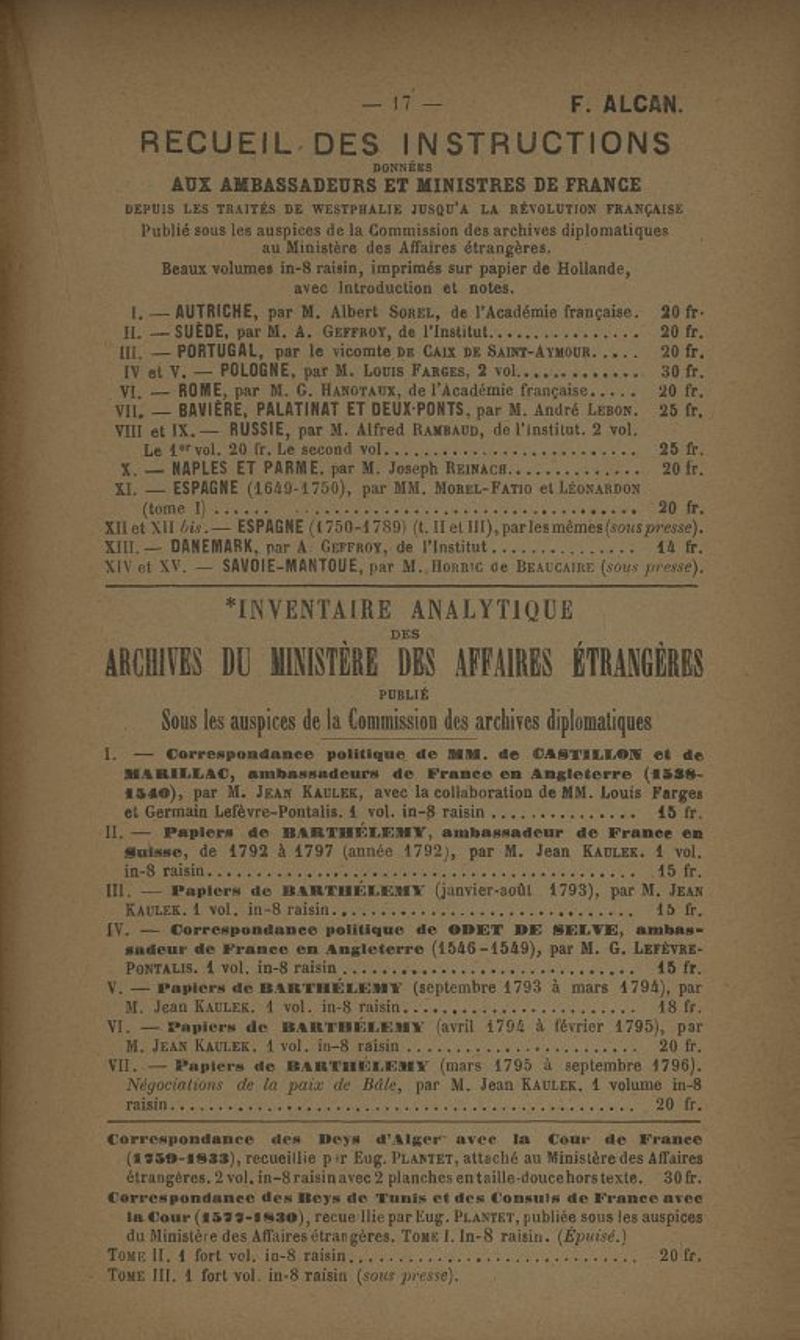 — 17 — F. ALCAN.
RECUEIL DES INSTRUCTIONS
DONNÉES
AUX AMBASSADEURS ET MINISTRES DE FRANCE
DEPUIS LES TRAITÉS DE WESTPHALIE JUSQU'A LA RÉVOLUTION FRANÇAISE
Publié sous les auspices de la Commission des archives diplomatiques
au Ministère des Affaires étrangères.
Beaux volumes in-8 raisin, imprimés sur papier de Hollande,
avec Introduction et notes.
I. — AUTRICHE, par M. Albert SOREL, de l'Académie française. 20 fr.
II. — SUÈDE, par M. A. GEFFROY, de l'Institut................ 20 fr.
III. — PORTUGAL, par le vicomte DE CAIX DE SAINT-AYMOUR..... 20 fr.
IV et V. — POLOGNE, par M. LOUIS FARGES, 2 vol............. 30 fr.
VI. — ROME, par M. G. HANOTAUX, de l'Académie française..... 20 fr.
VII. — BAVIÈRE, PALATINAT ET DEUX-PONTS, par M. André LEBON. 25 fr.
VIII et IX. — RUSSIE, par M. Alfred RAMBAUD, de l'Institut. 2 vol.
Le 1er vol. 20 fr. Le second vol.......................... 25 fr.
X. — NAPLES ET PARME, par M. Joseph REINACH.............. 20 fr.
XI. — ESPAGNE (1649-1750), par MM. MOREL-FATIO et LÉONARDON
(tome I) ...... .................................... 20 fr.
XII et XII bis. — ESPAGNE (1750-1789) (t. II et III), par les mêmes (sous presse).
XIII. — DANEMARK, par A. GEFFROY, de l'Institut............... 14 fr.
XIV et XV. — SAVOIE-MANTOUE, par M. HORRIC de BEAUCAIRE (sous presse).
*INVENTAIRE ANALYTIQUE
DES
ARCHIVES DU MINISTÈRE DES AFFAIRES ÉTRANGÈRES
PUBLIÉ
Sous les auspices de la Commission des archives diplomatiques
I. — Correspondance politique de MM. de CASTILLON et de
MARILLAC, ambassadeurs de France en Angleterre (1538-
1540), par M. JEAN KAULEK, avec la collaboration de MM. Louis Farges
et Germain Lefèvre-Pontalis. 1 vol. in-8 raisin ............... 15 fr.
II. — Papiers de BARTHÉLEMY, ambassadeur de France en
Suisse, de 1792 à 1797 (année 1792), par M. Jean KAULEK. 1 vol.
in-8 raisin............................................. 15 fr.
III. — Papiers de BARTHÉLEMY (janvier-août 1793), par M. JEAN
KAULEK. 1 vol. in-8 raisin............................... 15 fr.
IV. — Correspondance politique de ODET DE SELVE, ambas-
sadeur de France en Angleterre (1546-1549), par M. G. LEFÈVRE-
PONTALIS. 1 vol. in-8 raisin .............................. 15 fr.
V. — Papiers de BARTHÉLEMY (septembre 1793 à mars 1794), par
M. Jean KAULEK. 1 vol. in-8 raisin........................ 18 fr.
VI. — Papiers de BARTHÉLEMY (avril 1794 à février 1795), par
M. JEAN KAULEK. 1 vol. in-8 raisin ........................ 20 fr.
VII. — Papiers de BARTHÉLEMY (mars 1795 à septembre 1796).
Négociations de la paix de Bâle, par M. Jean KAULEK. 1 volume in-8
raisin................................................ 20 fr.
Correspondance des Deys d'Alger avec la Cour de France
(1759-1833), recueillie par Eug. PLANTET, attaché au Ministère des Affaires
étrangères. 2 vol. in-8 raisin avec 2 planches en taille-douce hors texte. 30 fr.
Correspondance des Beys de Tunis et des Consuls de France avec
la Cour (1577-1830), recueillie par Eug. PLANTET, publiée sous les auspices
du Ministère des Affaires étrangères. TOME I. In-8 raisin. (Épuisé.)
TOME II. 1 fort vol. in-8 raisin............................. 20 fr.
TOME III. 1 fort vol. in-8 raisin (sous presse).